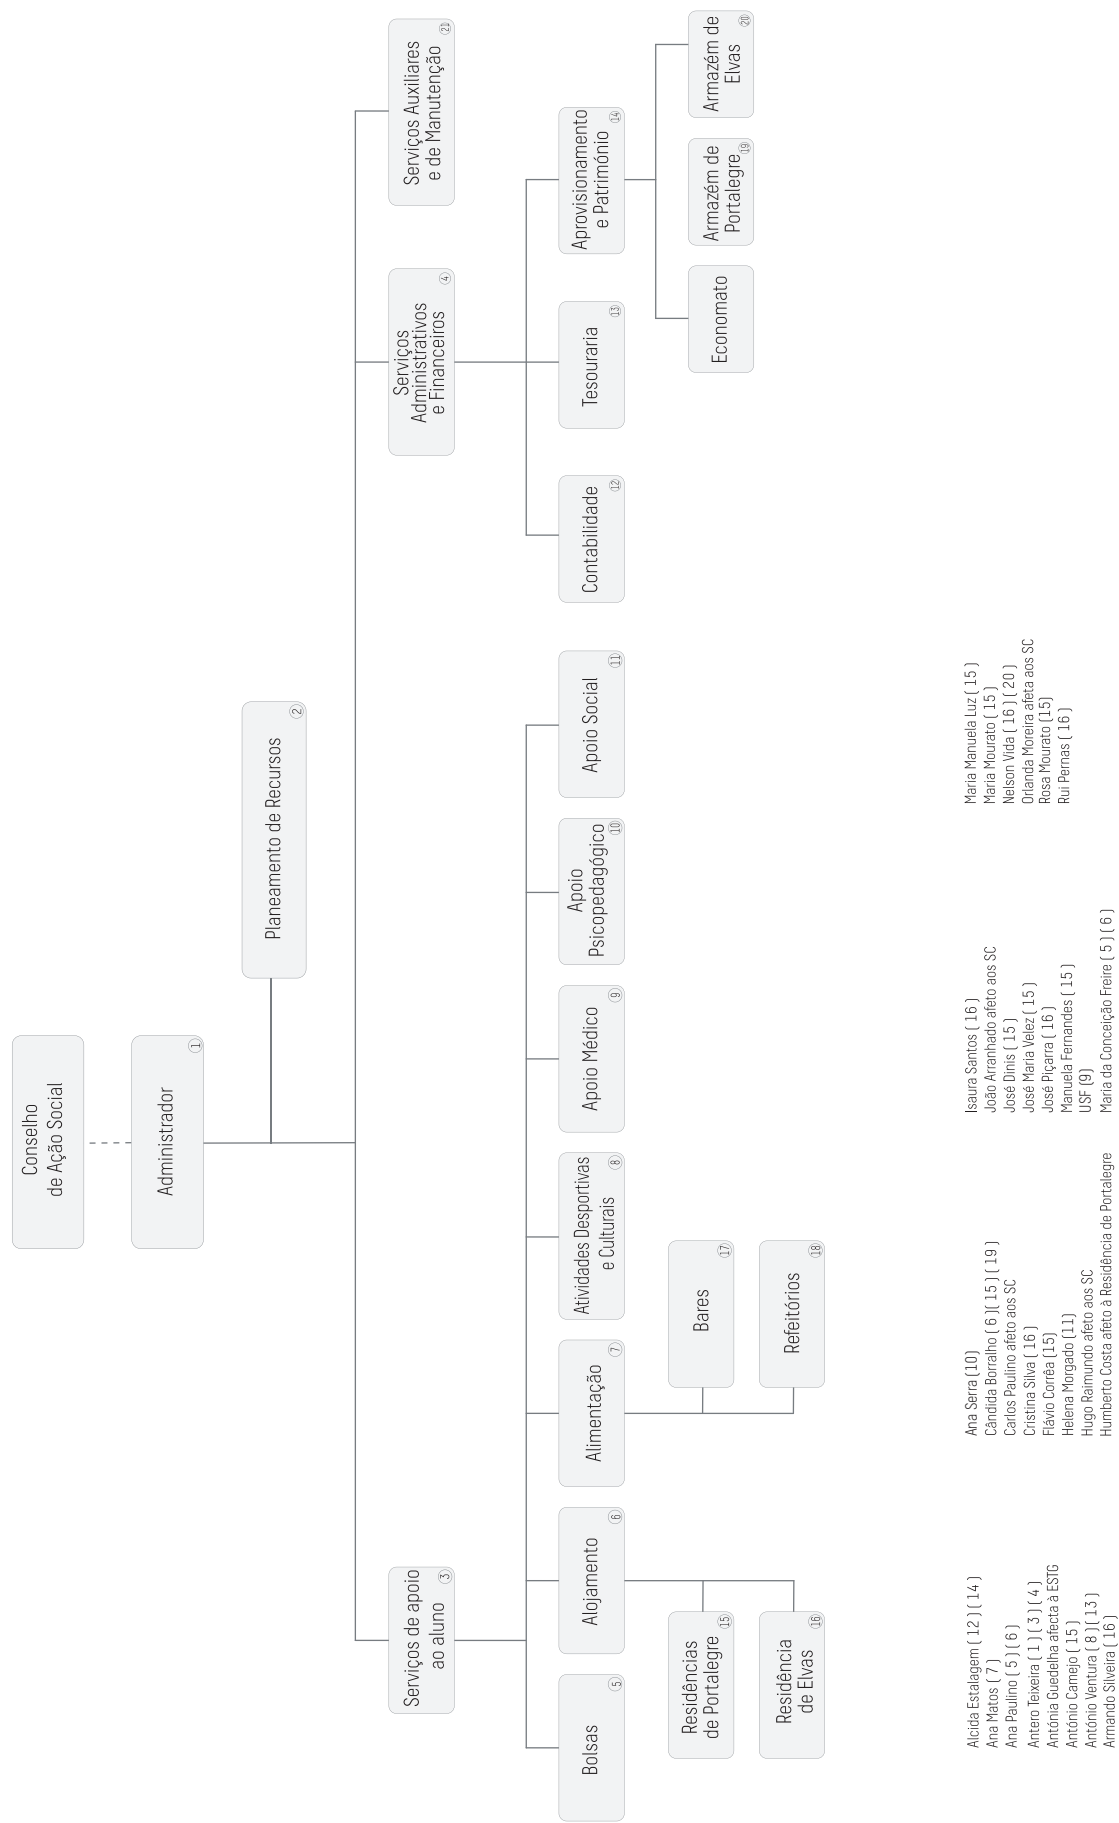 Conselho
de Ação Social
Administrador
1
Planeamento de Recursos
2
Serviços de apoio
ao aluno
3
Serviços
Administrativos
e Financeiros
4
Serviços Auxiliares
e de Manutenção
21
Bolsas
5
Alojamento
6
Alimentação
7
Atividades Desportivas
e Culturais
8
Apoio Médico
9
Apoio
Psicopedagógico
10
Apoio Social
11
Contabilidade
12
Tesouraria
13
Aprovisionamento
e Património
14
Residências
de Portalegre
15
Residência
de Elvas
16
Bares
17
Refeitórios
18
Economato
Armazém de
Portalegre
19
Armazém de
Elvas
20
Alcida Estalagem ( 12 ) ( 14 )
Ana Matos ( 7 )
Ana Paulino ( 5 ) ( 6 )
Antero Teixeira ( 1 ) ( 3 ) ( 4 )
Antónia Guedelha afecta à ESTG
António Camejo ( 15 )
António Ventura ( 8 ) ( 13 )
Armando Silveira ( 16 )
Ana Serra (10)
Cândida Borralho ( 6 )( 15 ) ( 19 )
Carlos Paulino afeto aos SC
Cristina Silva ( 16 )
Flávio Corrêa (15)
Helena Morgado (11)
Hugo Raimundo afeto aos SC
Humberto Costa afeto à Residência de Portalegre
Isaura Santos ( 16 )
João Arranhado afeto aos SC
José Dinis ( 15 )
José Maria Velez ( 15 )
José Piçarra ( 16 )
Manuela Fernandes ( 15 )
USF (9)
Maria da Conceição Freire ( 5 ) ( 6 )
Maria Manuela Luz ( 15 )
Maria Mourato ( 15 )
Nelson Vida ( 16 ) ( 20 )
Orlanda Moreira afeta aos SC
Rosa Mourato (15)
Rui Pernas ( 16 )